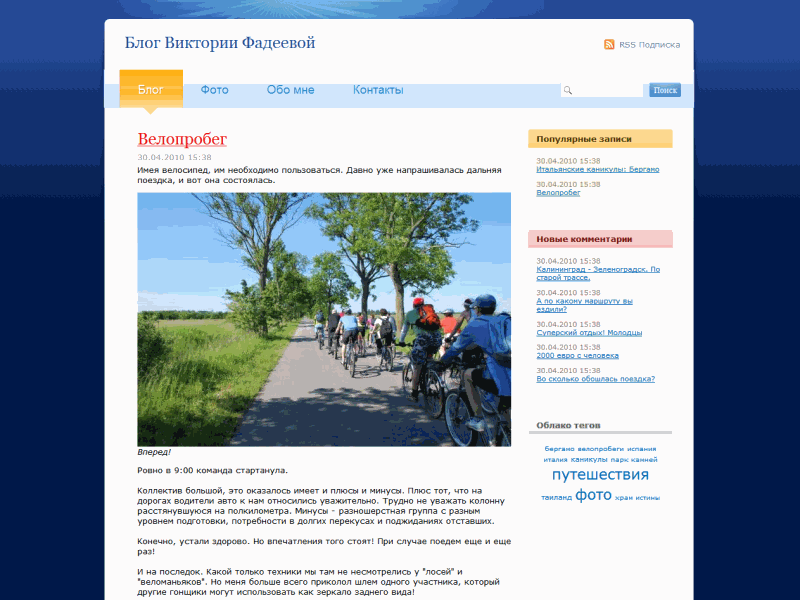 Блог Виктории Фадеевой
RSS Подписка
Блог
Фото
Обо мне
Контакты
Поиск
Велопробег
30.04.2010 15:38
Имея велосипед, им необходимо пользоваться. Давно уже напрашивалась дальняя
поездка, и вот она состоялась.
Вперед!
Ровно в 9:00 команда стартанула.
Коллектив большой, это оказалось имеет и плюсы и минусы. Плюс тот, что на
дорогах водители авто к нам относились уважительно. Трудно не уважать колонну
расстянувшуюся на полкилометра. Минусы - разношерстная группа с разным
уровнем подготовки, потребности в долгих перекусах и поджиданиях отставших.
Конечно, устали здорово. Но впечатления того стоят! При случае поедем еще и еще
раз!
И на последок. Какой только техники мы там не несмотрелись у "лосей" и
"веломаньяков". Но меня больше всего приколол шлем одного участника, который
другие гонщики могут использовать как зеркало заднего вида!
Популярные записи
30.04.2010 15:38
Итальянские каникулы: Бергамо
30.04.2010 15:38
Велопробег
Новые комментарии
30.04.2010 15:38
Калининград - Зеленоградск. По
старой трассе.
30.04.2010 15:38
А по какому маршруту вы
ездили?
30.04.2010 15:38
Суперский отдых! Молодцы
30.04.2010 15:38
2000 евро с человека
30.04.2010 15:38
Во сколько обошлась поездка?
Облако тегов
бергамо велопробеги испания
италия каникулы парк камней
путешествия
таиланд фото храм истины